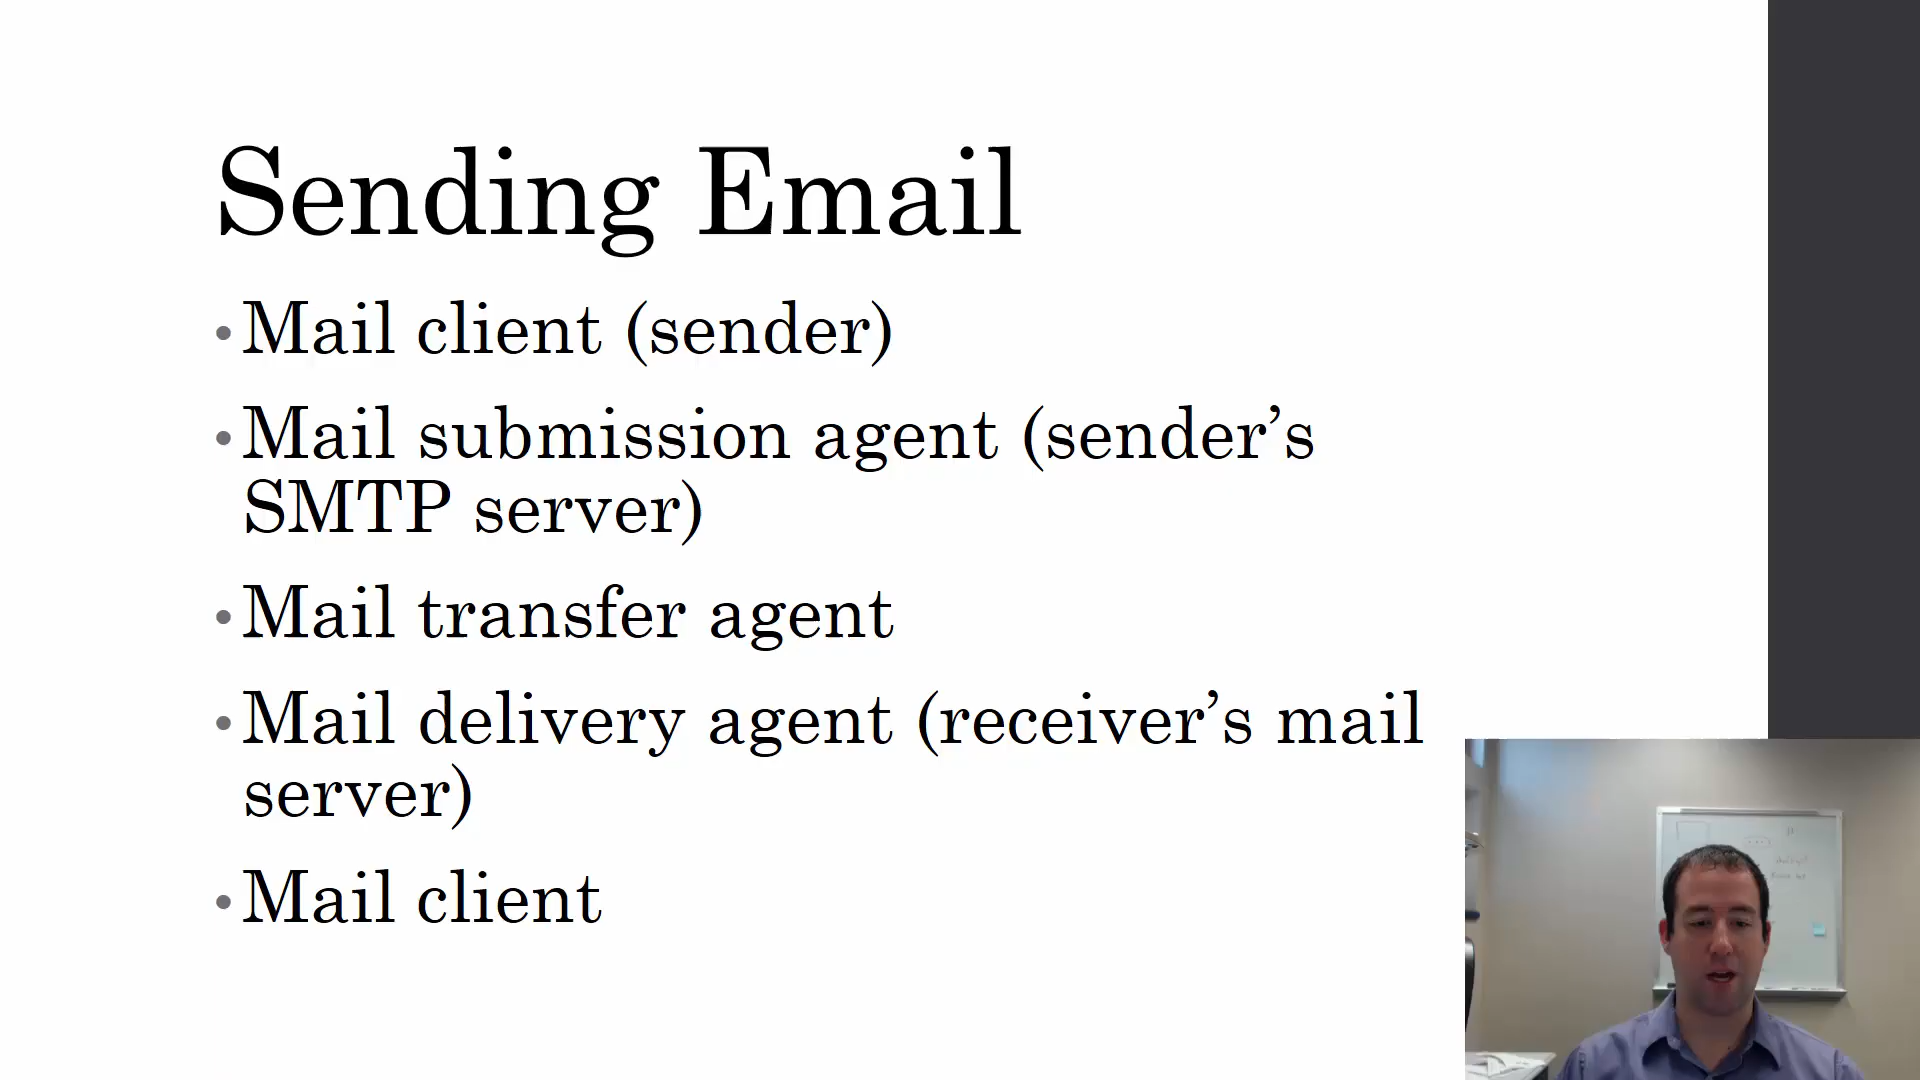 Sending Email
•Mail client (sender)
•Mail submission agent (sender’s
SMTP server)
•Mail transfer agent
•Mail delivery agent (receiver’s mail
server)
•Mail client